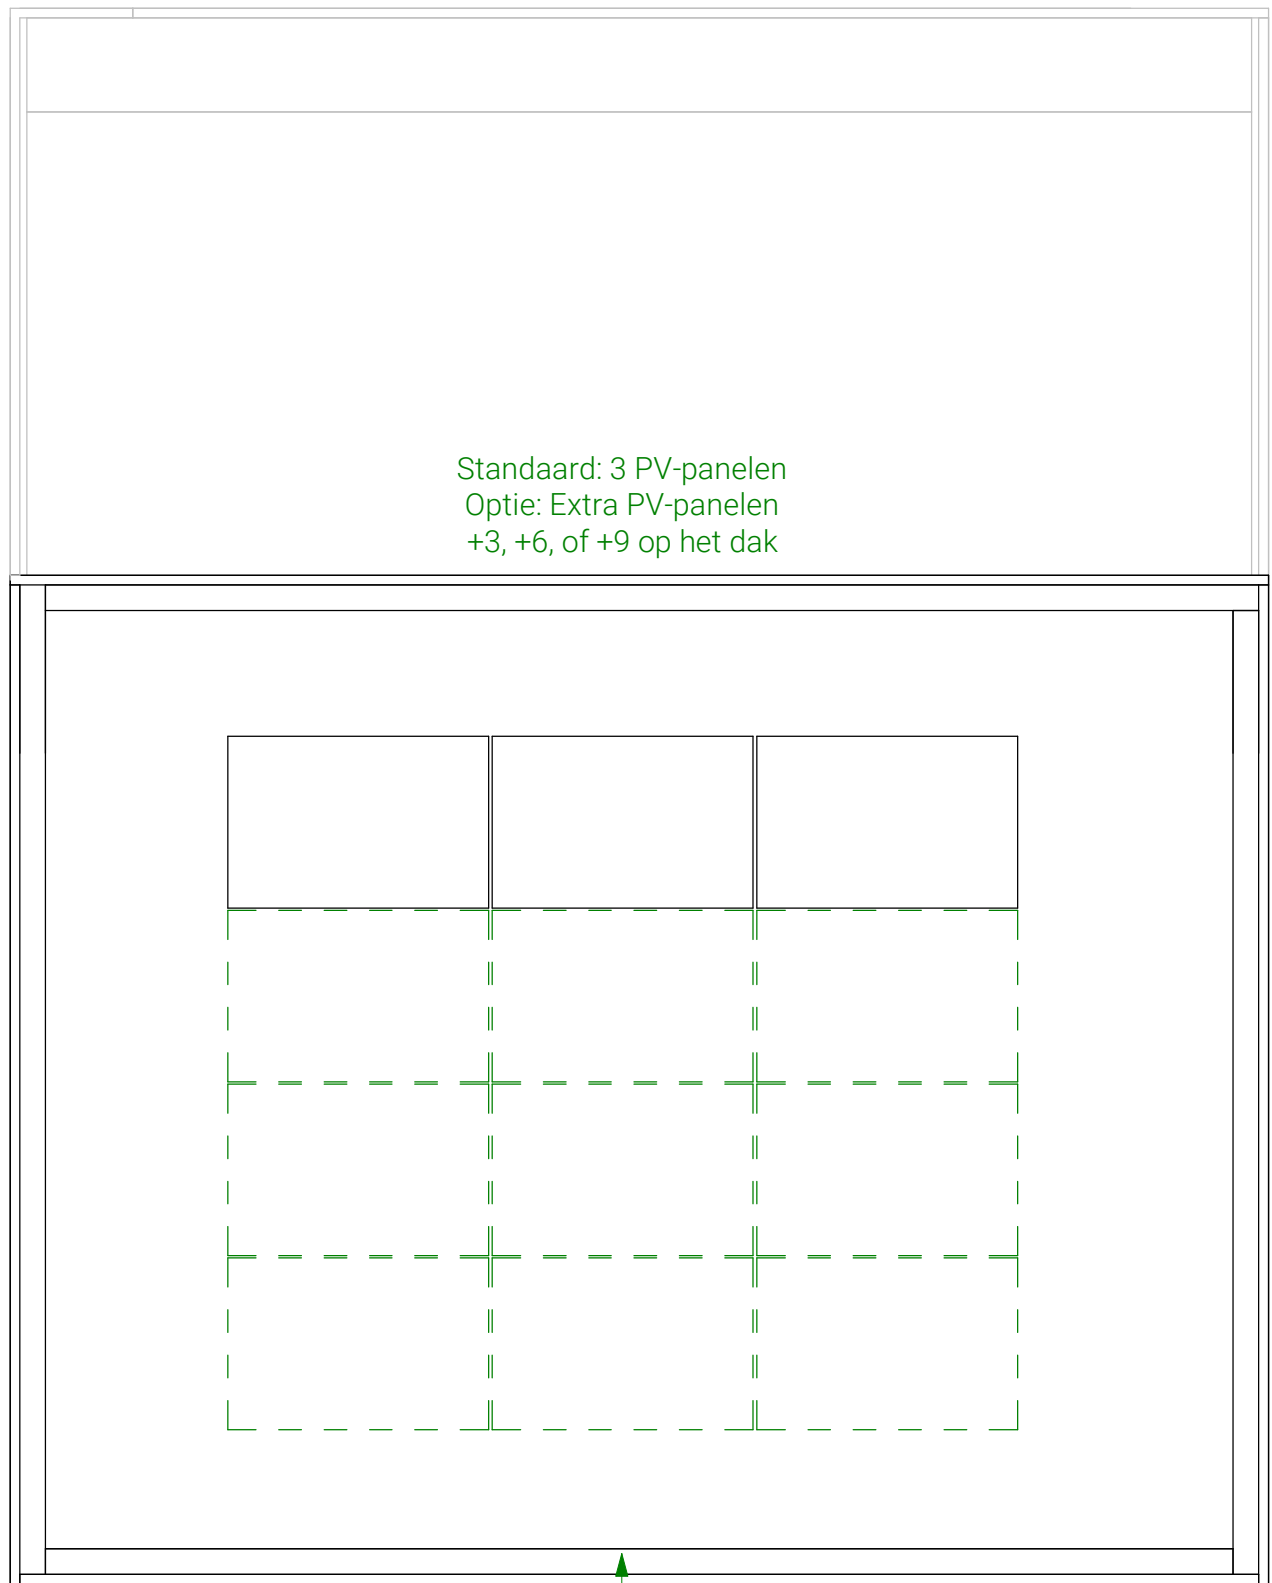 Standaard: 3 PV-panelen
Optie: Extra PV-panelen
+3, +6, of +9 op het dak